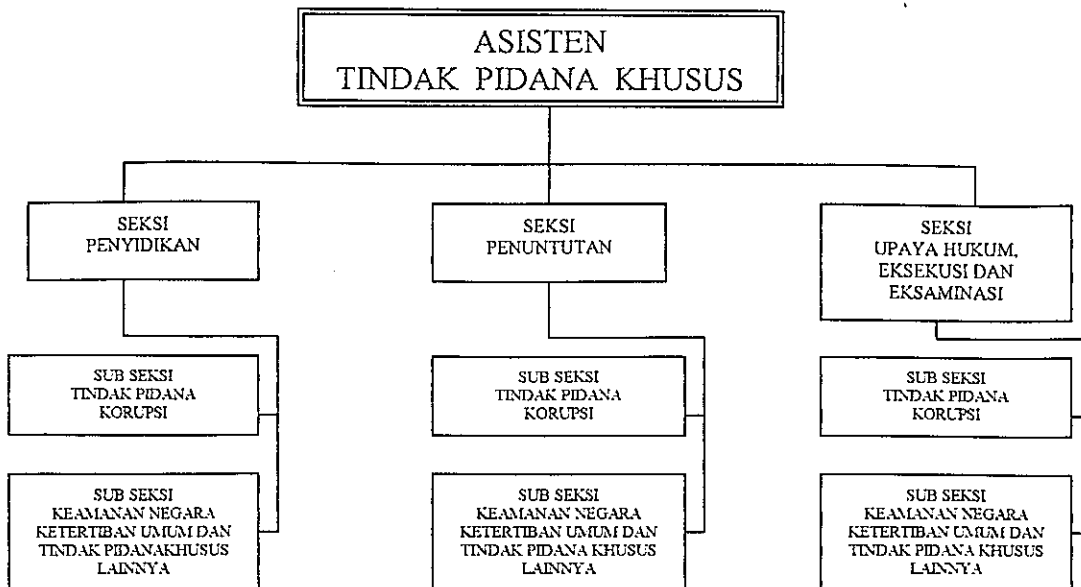 ASISTEN
TINDAK PIDANA KHUSUS
SEKSI
PENYIDIKAN
SEKSI
PENUNTUTAN
SEKSI
UPAYA HUKUM,
EKSEKUSI DAN
EKSAMINASI
SUB SEKSI
TINDAK PIDANA
KORUPSI
SUB SEKSI
TINDAK PIDANA
KORUPSI
SUB SEKSI
TINDAK PIDANA
KORUPSI
SUB SEKSI
KEAMANAN NEGARA
KETERTIBAN UMUM DAN
TINDAK PIDANAKHUSUS
LAINNYA
SUB SEKSI
KEAMANAN NEGARA
KETERTIBAN UMUM DAN
TINDAK PIDANA KHUSUS
LAINNYA
SUB SEKSI
KEAMANAN NEGARA
KETERTIBAN UMUM DAN
TINDAK PIDANA KHUSUS
LAINNYA